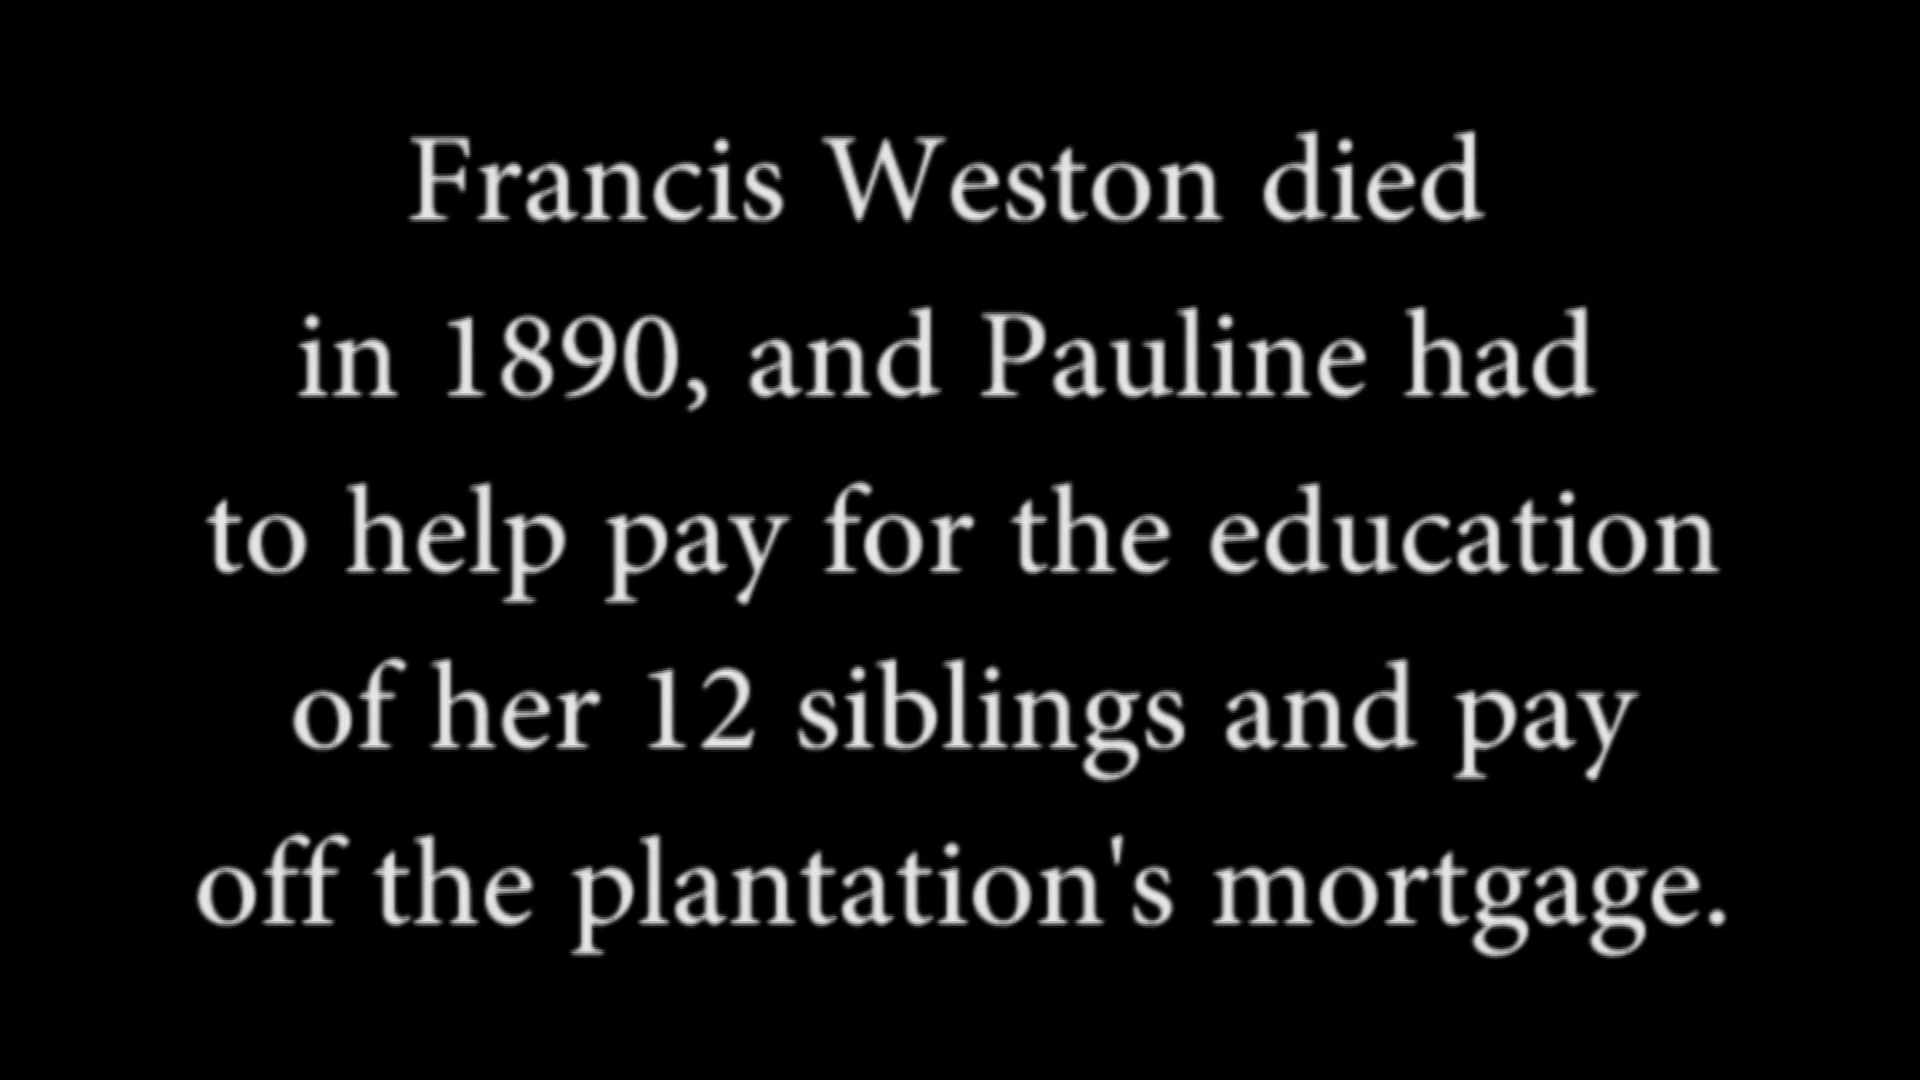 Francis Weston died
in 1890, and Pauline had
to help pay for the education
of her 12 siblings and pay
off the plantation's mortgage.